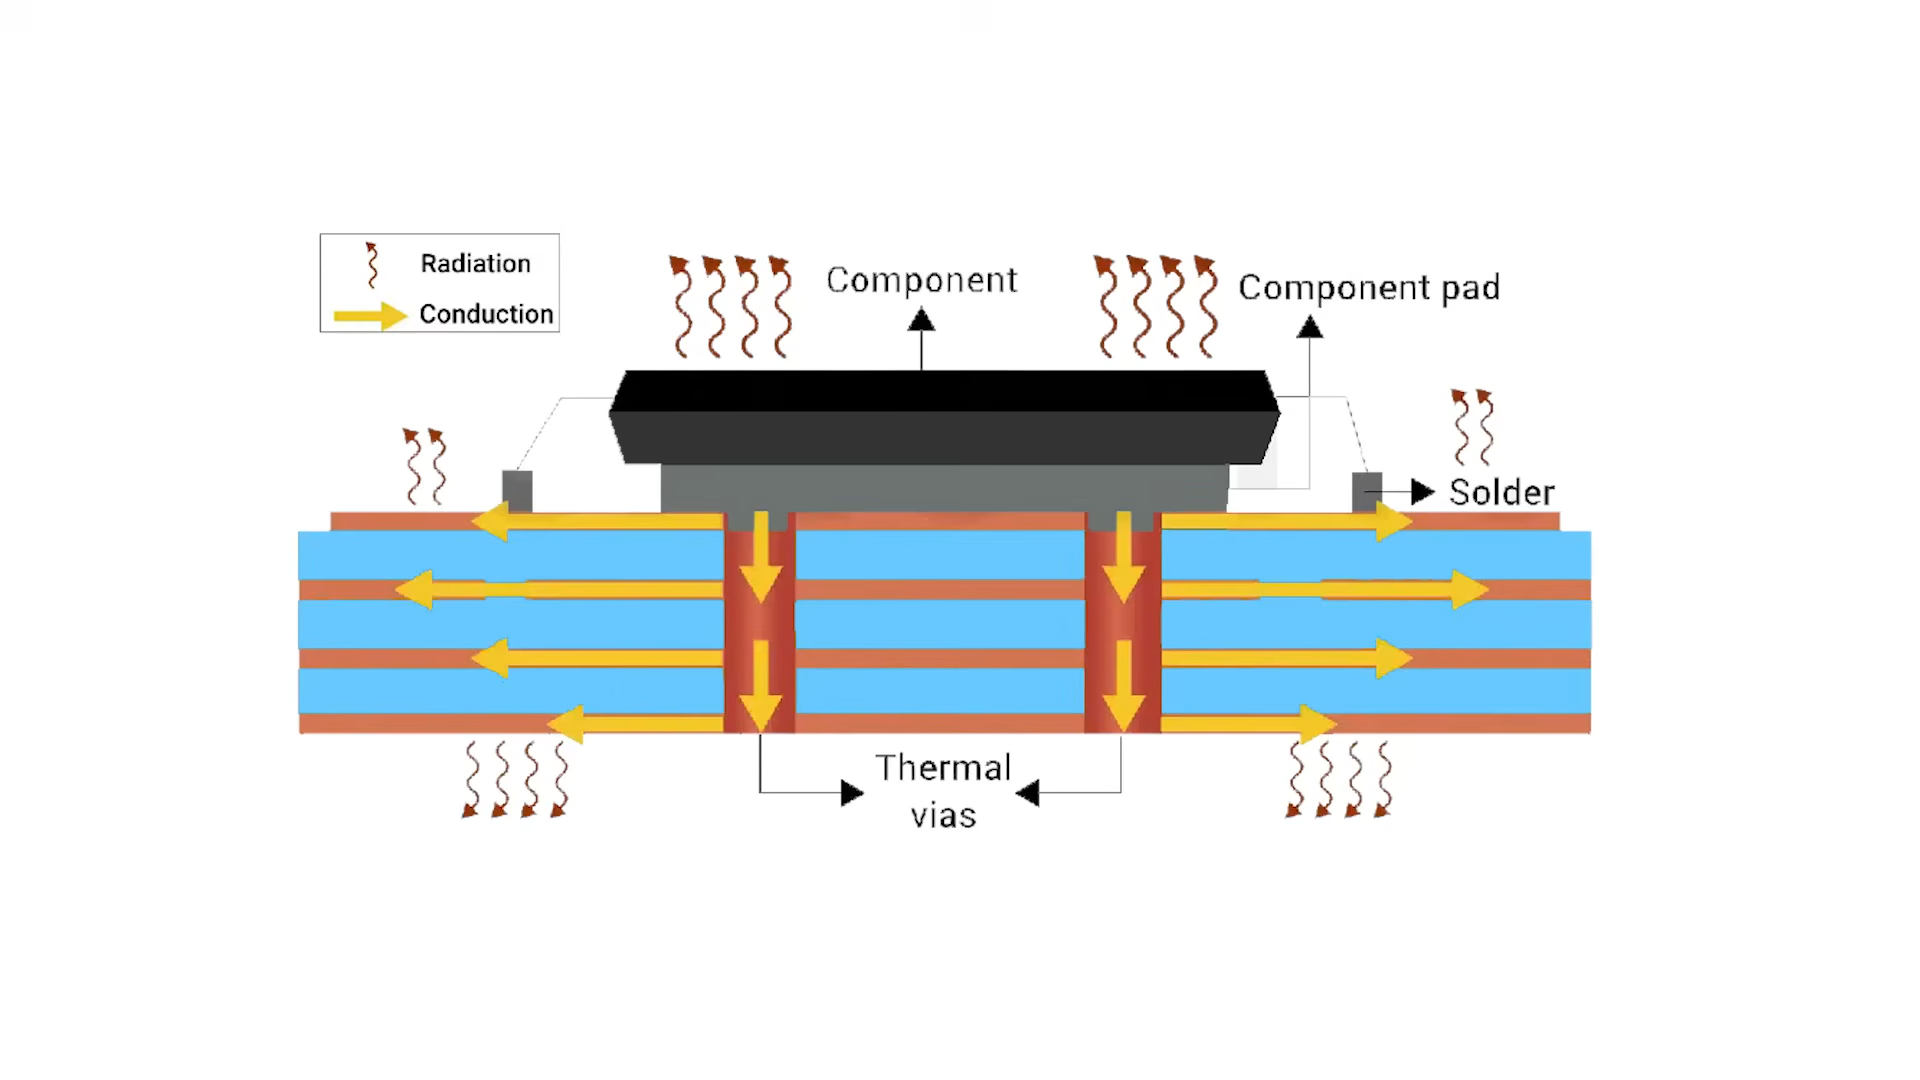 Radiation
Conduction
Component
Component pad
Solder
Thermal
vias